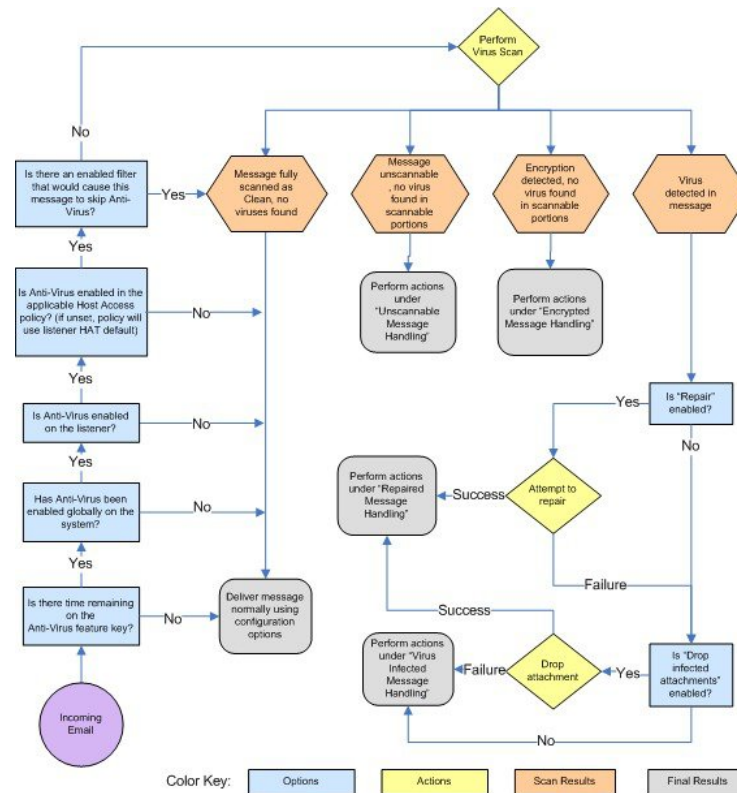 Perform
Virus Scan
No
Is there an enabled filter
that would cause this
message to skip Anti-
Virus?
Yes
Message fully
scanned as
Clean, no
viruses found
Message
unscannable
, no virus
found in
scannable
portions
Encryption
detected, no
virus found
in scannable
portions
Virus
detected in
message
Yes
Is Anti-Virus enabled in the
applicable Host Access
policy? (if unset, policy will
use listener HAT default)
No
Perform actions
under
"Unscannable
Message
Handling"
Perform actions
under
"Encrypted
Message Handling"
Yes
Is Anti-Virus enabled
on the listener?
No
Is "Repair"
enabled?
Yes
No
Yes
Has Anti-Virus been
enabled globally on the
system?
No
Perform actions
under "Repaired
Message
Handling"
Success
Attempt to
repair
Failure
Yes
Is there time remaining
on the
Anti-Virus feature key?
No
Deliver message
normally using
configuration
options
Success
Perform actions
under "Virus
Infected
Message
Handling"
Failure
Drop
attachment
Yes
Is "Drop
infected
attachments"
enabled?
No
Incoming
Email
Color Key:
Options
Actions
Scan Results
Final Results